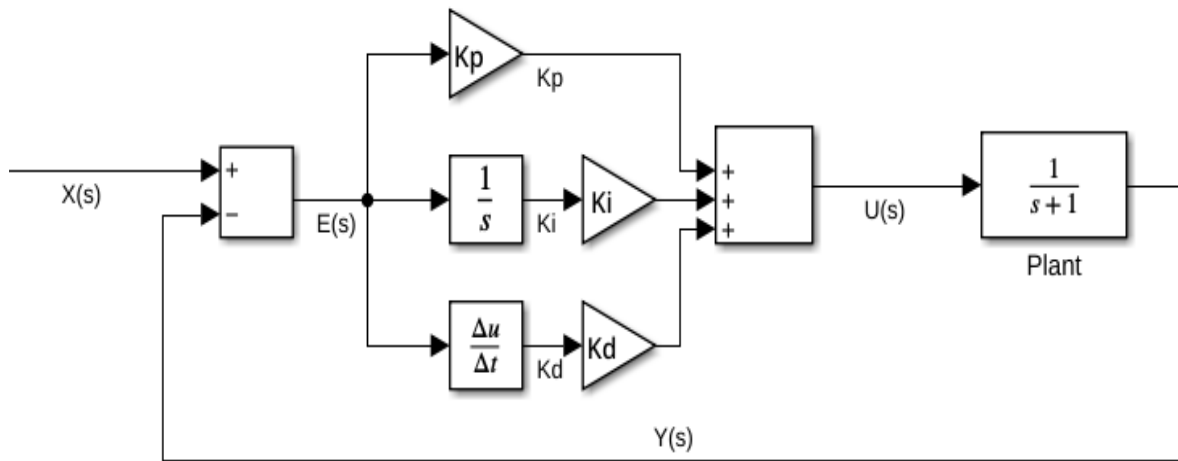 Kp
Kp
+
X(s)
−
E(s)
1
s
Ki
Ki
+
+
+
U(s)
1
s + 1
Plant
Δu
Δt
Kd
Kd
Y(s)